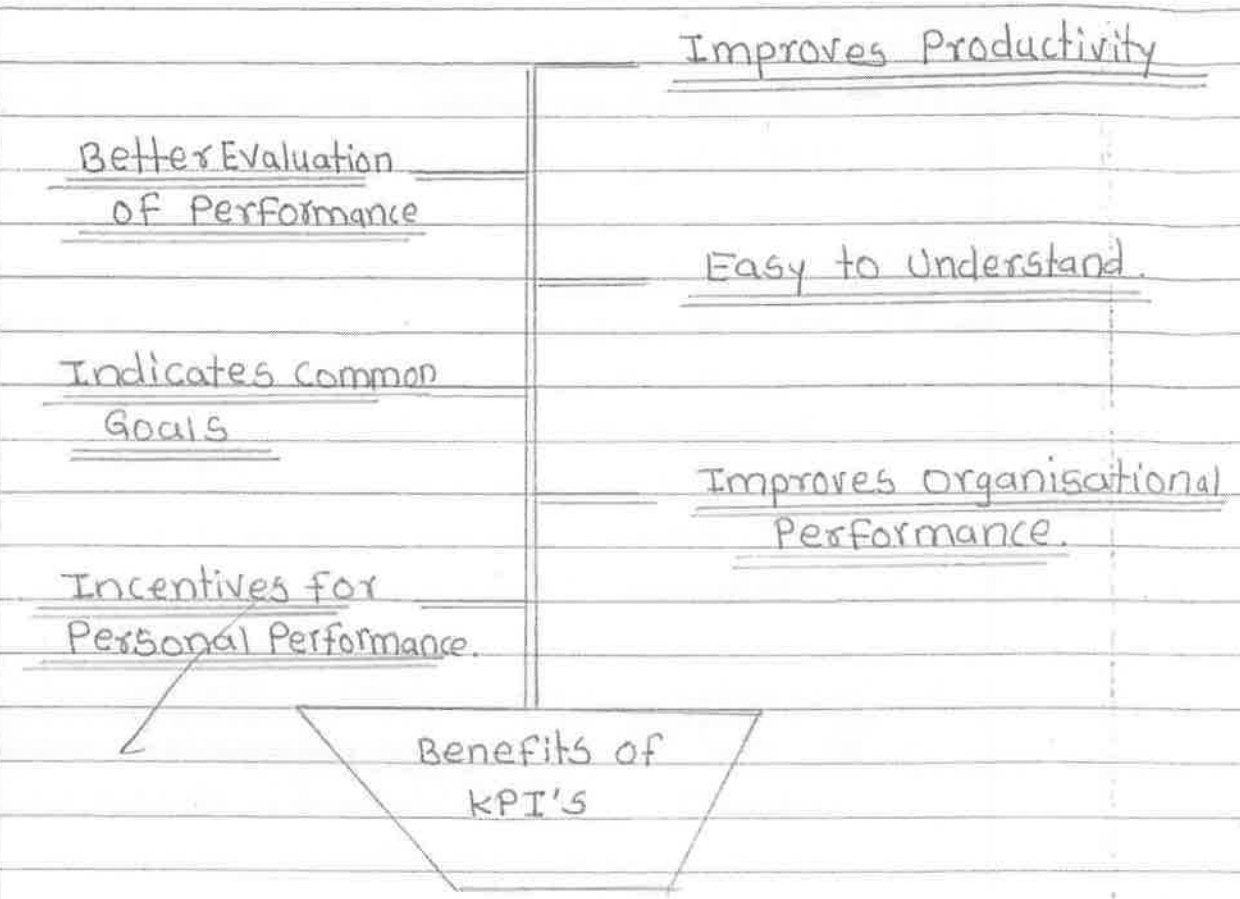 Improves Productivity
Better Evaluation
of Performance
Easy to Understand.
Indicates Common
Goals
Improves Organisational
Performance.
Incentives for
Personal Performance.
Benefits of
KPI's